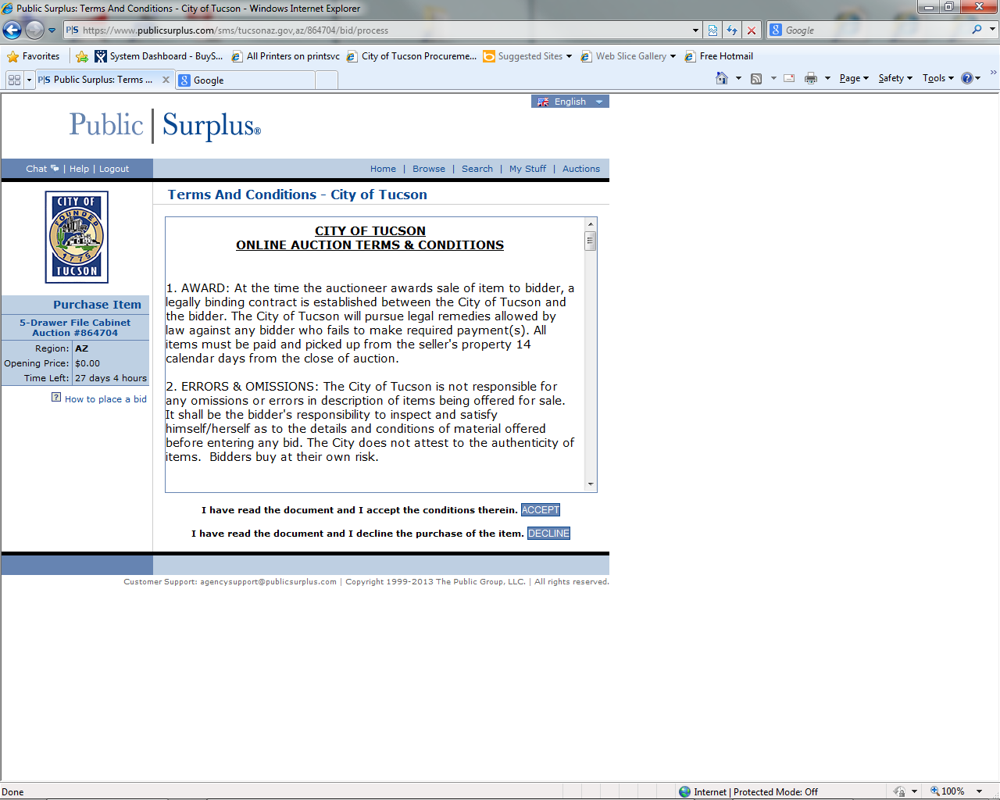 Public Surplus: Terms And Conditions - City of Tucson - Windows Internet Explorer
P|S https://www.publicsurplus.com/sms/tucsonaz.gov,az/864704/bid/process
Google
Favorites
System Dashboard - BuyS...
All Printers on printsvc
City of Tucson Procureme...
Suggested Sites
Web Slice Gallery
Free Hotmail
P|S Public Surplus: Terms ...
Google
Page
Safety
Tools
English
Public | Surplus®
Chat | Help | Logout
Home | Browse | Search | My Stuff | Auctions
CITY OF
FOUNDED
1775
TUCSON
Terms And Conditions - City of Tucson
Purchase Item
5-Drawer File Cabinet
Auction #864704
Region: AZ
Opening Price: $0.00
Time Left: 27 days 4 hours
? How to place a bid
CITY OF TUCSON
ONLINE AUCTION TERMS & CONDITIONS
1. AWARD: At the time the auctioneer awards sale of item to bidder, a
legally binding contract is established between the City of Tucson and
the bidder. The City of Tucson will pursue legal remedies allowed by
law against any bidder who fails to make required payment(s). All
items must be paid and picked up from the seller's property 14
calendar days from the close of auction.
2. ERRORS & OMISSIONS: The City of Tucson is not responsible for
any omissions or errors in description of items being offered for sale.
It shall be the bidder's responsibility to inspect and satisfy
himself/herself as to the details and conditions of material offered
before entering any bid. The City does not attest to the authenticity of
items.  Bidders buy at their own risk.
I have read the document and I accept the conditions therein. ACCEPT
I have read the document and I decline the purchase of the item. DECLINE
Customer Support: agencysupport@publicsurplus.com | Copyright 1999-2013 The Public Group, LLC. | All rights reserved.
Done
Internet | Protected Mode: Off
100%